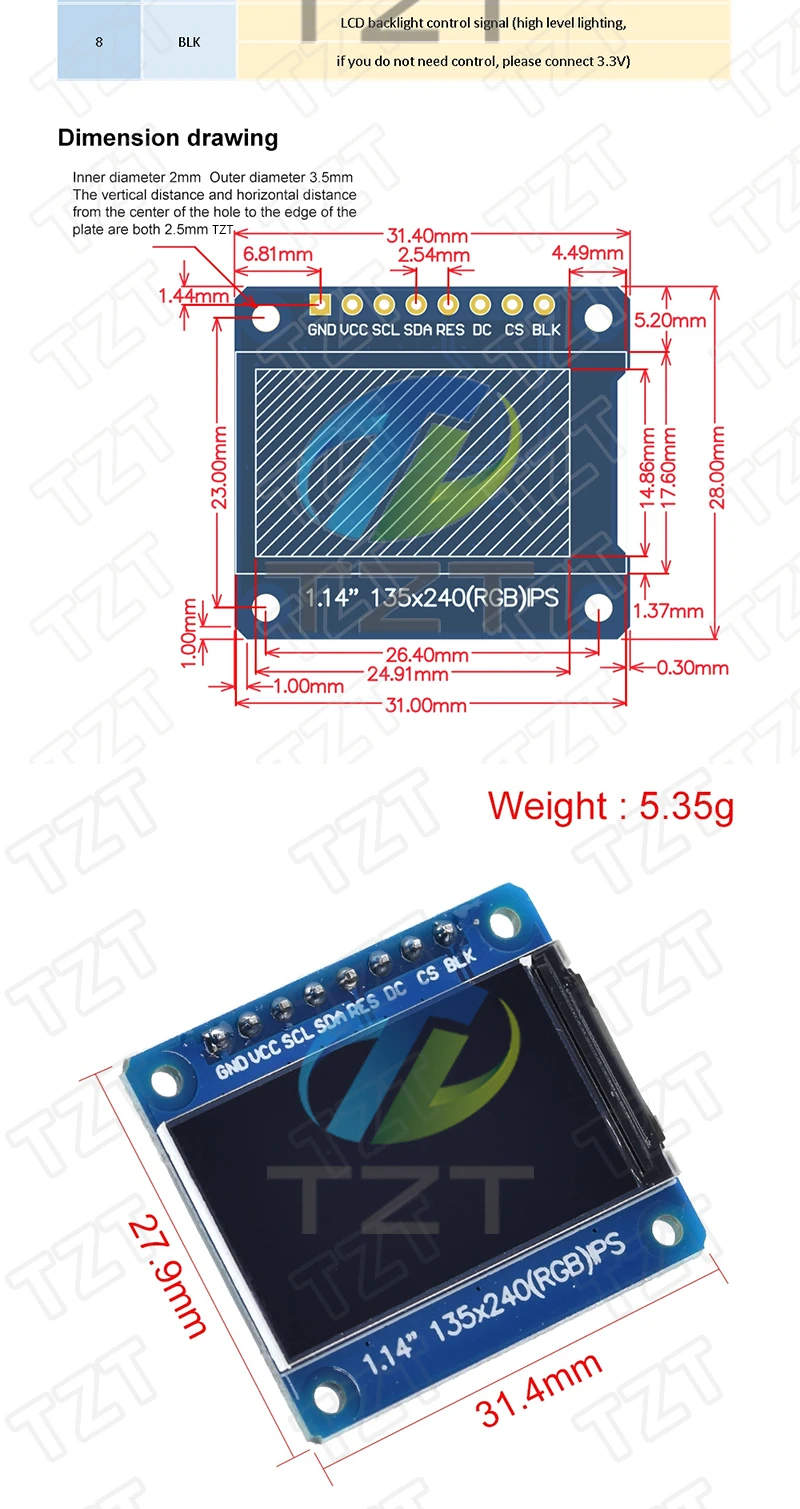 LCD backlight control signal (high level lighting,
8
BLK
if you do not need control, please connect 3.3V)
Dimension drawing
Inner diameter 2mm Outer diameter 3.5mm
The vertical distance and horizontal distance
from the center of the hole to the edge of the
plate are both 2.5mm TZT.
31.40mm
6.81mm
2.54mm
4.49mm
1.44mm
5.20mm
GND VCC SCL SDA RES DC CS BLK
23.00mm
14.86mm
17.60mm
28.00mm
TZT
1.14” 135x240(RGB)IPS
1.37mm
1.00mm
26.40mm
24.91mm
0.30mm
1.00mm
31.00mm
Weight : 5.35g
GND VCC SCL SDA RES DC CS BLK
TZT
27.9mm
1.14” 135x240(RGB)IPS
31.4mm